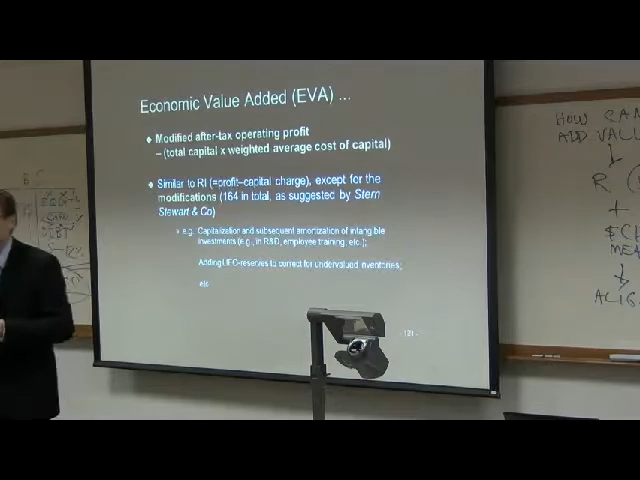 Economic Value Added (EVA) ...
Modified after-tax operating profit
– (total capital x weighted average cost of capital)
Similar to RI (=profit–capital charge), except for the
modifications (164 in total, as suggested by Stern
Stewart & Co)
e.g. Capitalization and subsequent amortization of intangible
investments (e.g., in R&D, employee training, etc.);
Adding LIFO-reserves to correct for undervalued inventories;
etc
HOW CAN
ADD VALU
R
+